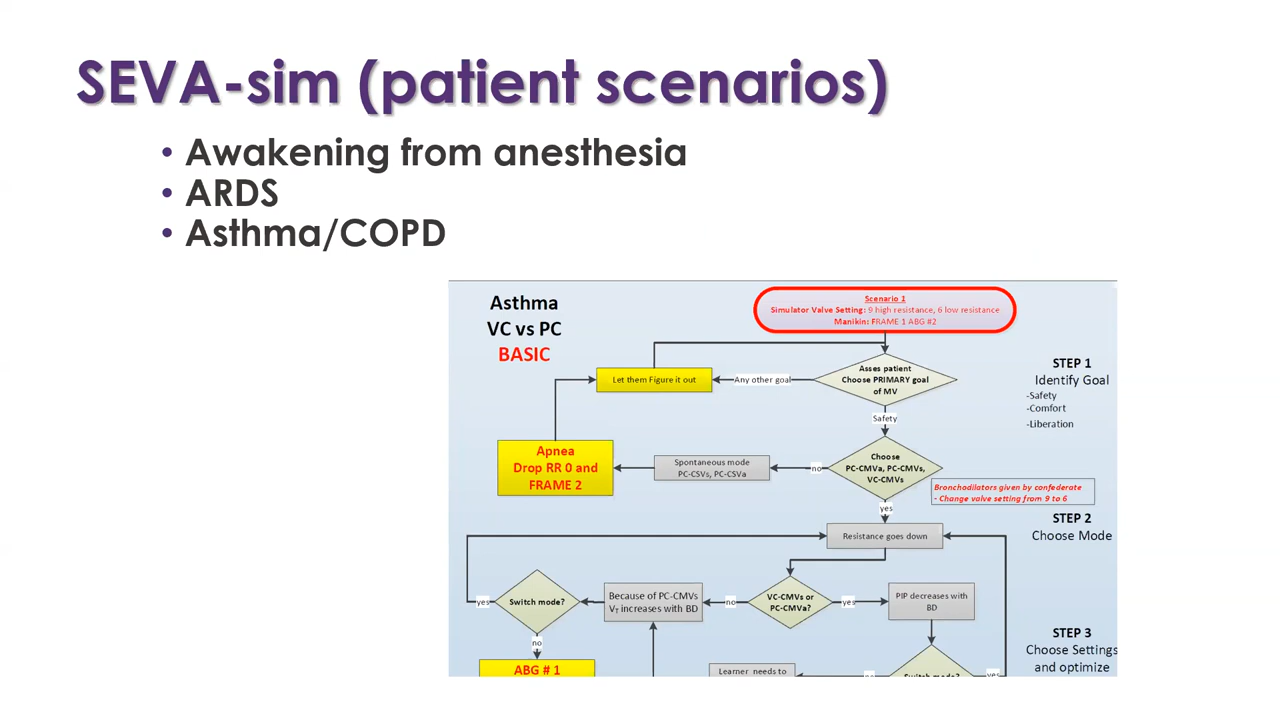 SEVA-sim (patient scenarios)
• Awakening from anesthesia
• ARDS
• Asthma/COPD
Asthma
VC vs PC
BASIC
Scenario 1
Simulator Valve Setting: 9 high resistance, 6 low resistance
Manikin: FRAME 1 ABG #2
Asses patient
Choose PRIMARY goal
of MV
Any other goal
Let them Figure it out
STEP 1
Identify Goal
-Safety
-Comfort
-Liberation
Safety
Apnea
Drop RR 0 and
FRAME 2
Spontaneous mode
PC-CSVs, PC-CSVa
no
Choose
PC-CMVa, PC-CMVs,
VC-CMVs
Bronchodilators given by confederate
- Change valve setting from 9 to 6
yes
STEP 2
Choose Mode
Resistance goes down
yes
Switch mode?
Because of PC-CMVs
VT increases with BD
no
VC-CMVs or
PC-CMVa?
yes
PIP decreases with
BD
no
STEP 3
Choose Settings
and optimize
ABG # 1
Learner needs to
no
Switch mode?
yes